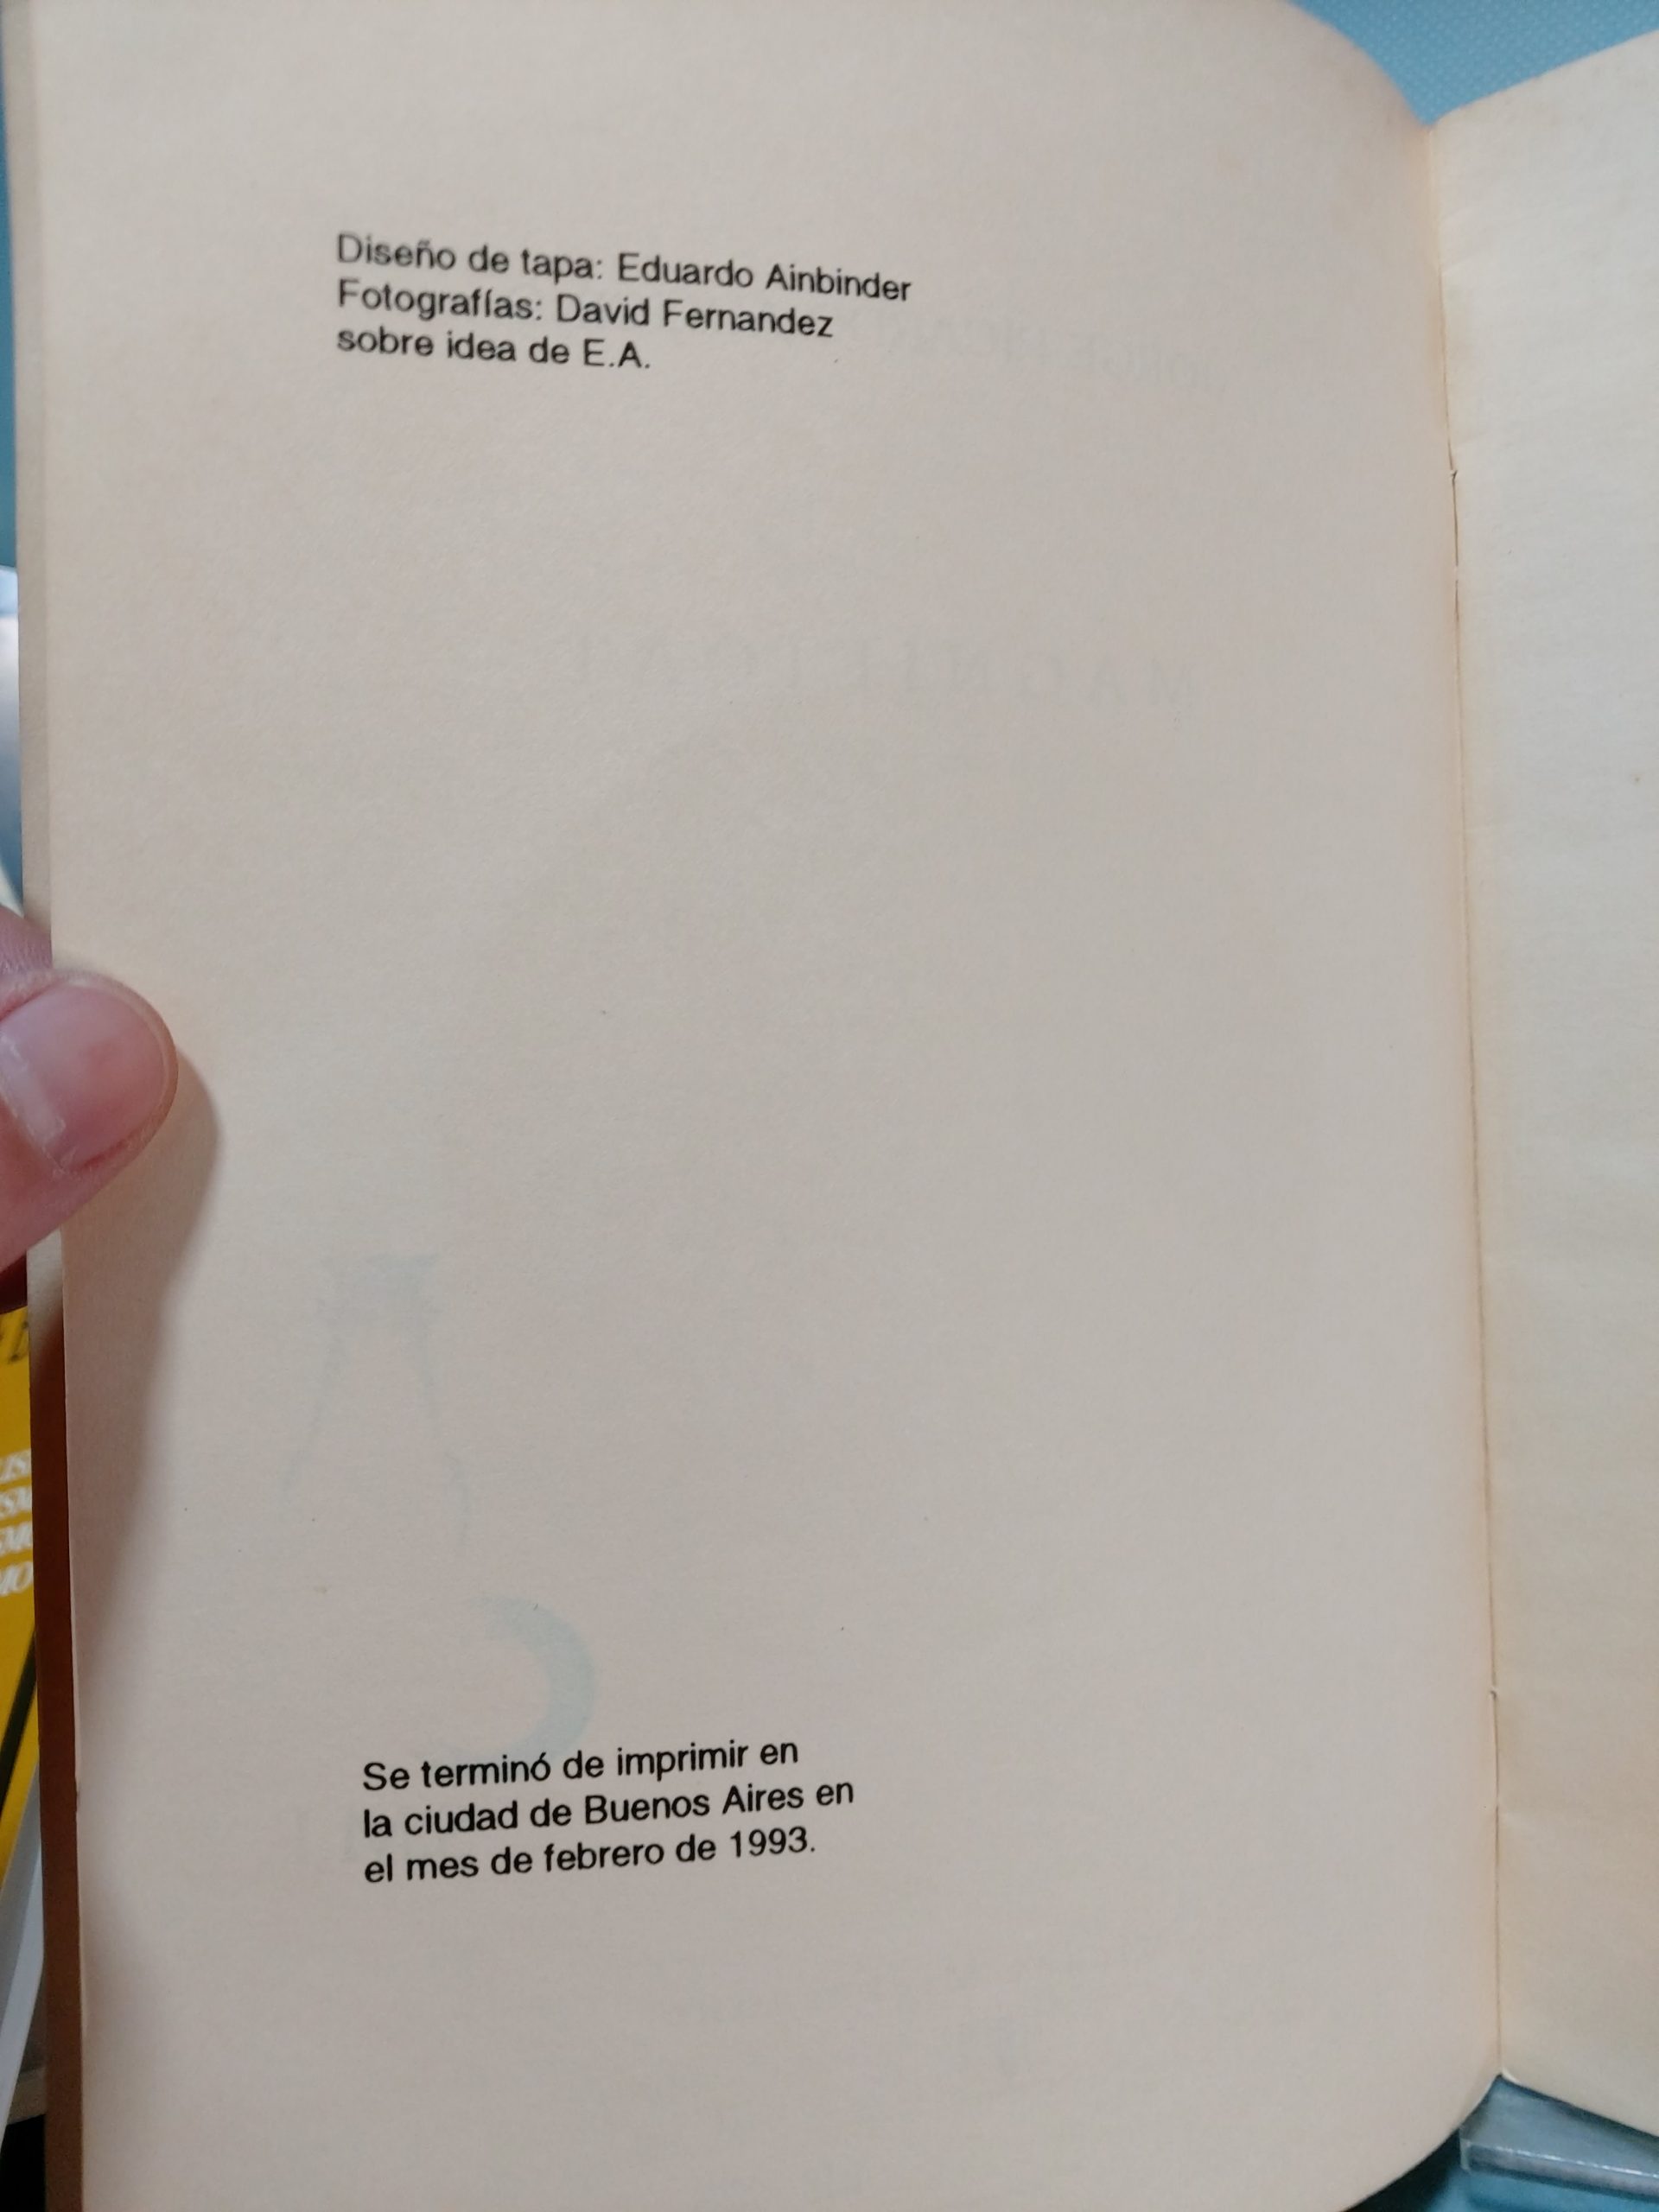 Diseño de tapa: Eduardo Ainbinder
Fotografías: David Fernandez
sobre idea de E.A.
Se terminó de imprimir en
la ciudad de Buenos Aires en
el mes de febrero de 1993.